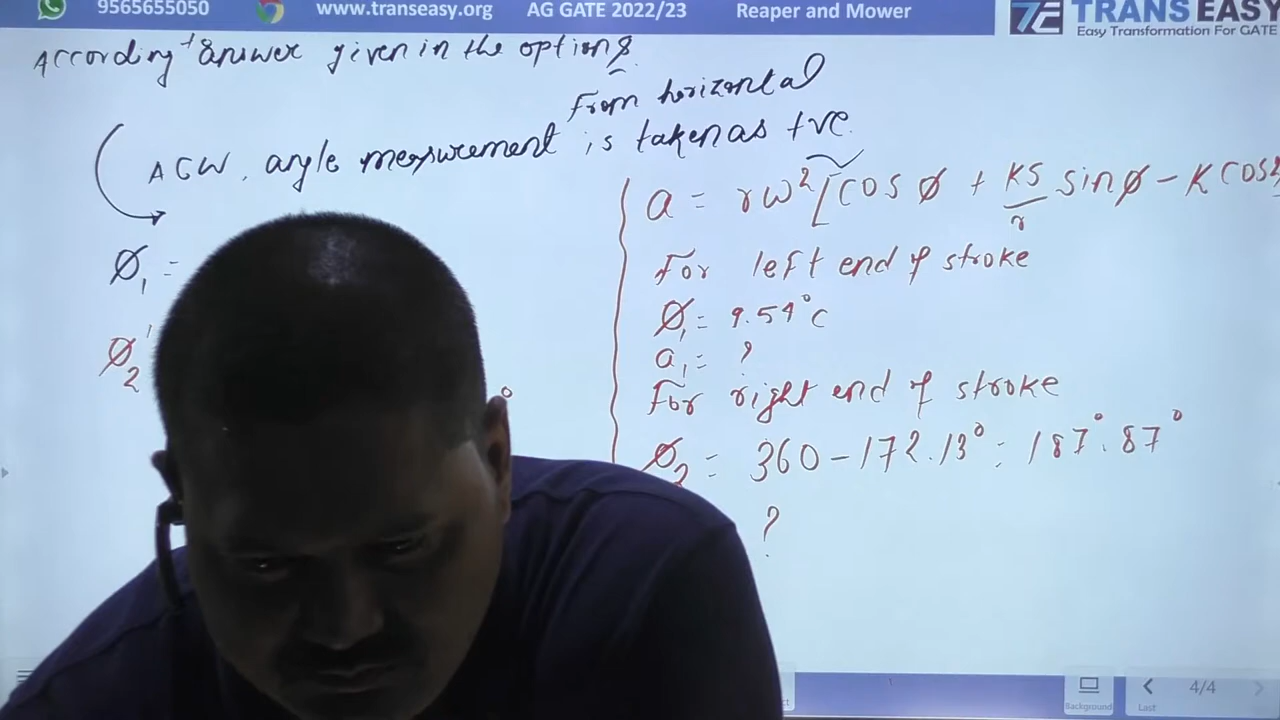 9565655050 www.transeasy.org AG GATE 2022/23 Reaper and Mower TRANS EASY
Easy Transformation For GATE
According + answer given in the options
From horizontal
ACW, angle measurement is taken as +ve.
a = rω²[cos ø + KS/r sin ø - K cos2
For left end of stroke
ø₁ =
ø₁ = 9.54°C
a₁ = ?
ø₂
For right end of stroke
ø₂ = 360 - 172.13° = 187°.87°
?
Background
Last
4/4